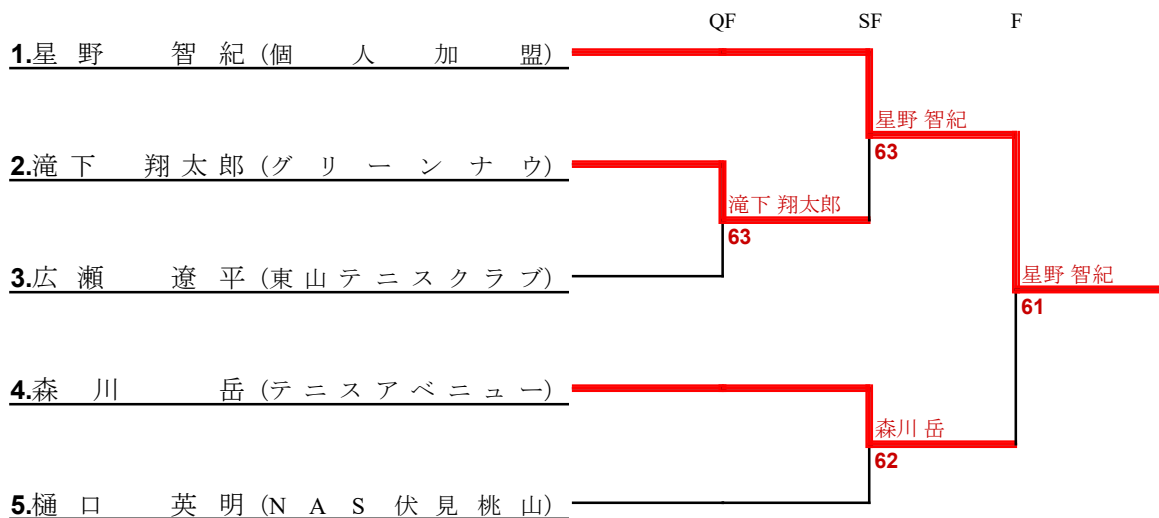 QF SF F
1.星野 智紀(個人加盟)
星野 智紀
63
2.滝下 翔太郎(グリーンナウ)
滝下 翔太郎
63
3.広瀬 遼平(東山テニスクラブ)
星野 智紀
61
4.森川 岳(テニスアベニュー)
森川 岳
62
5.樋口 英明(NAS伏見桃山)